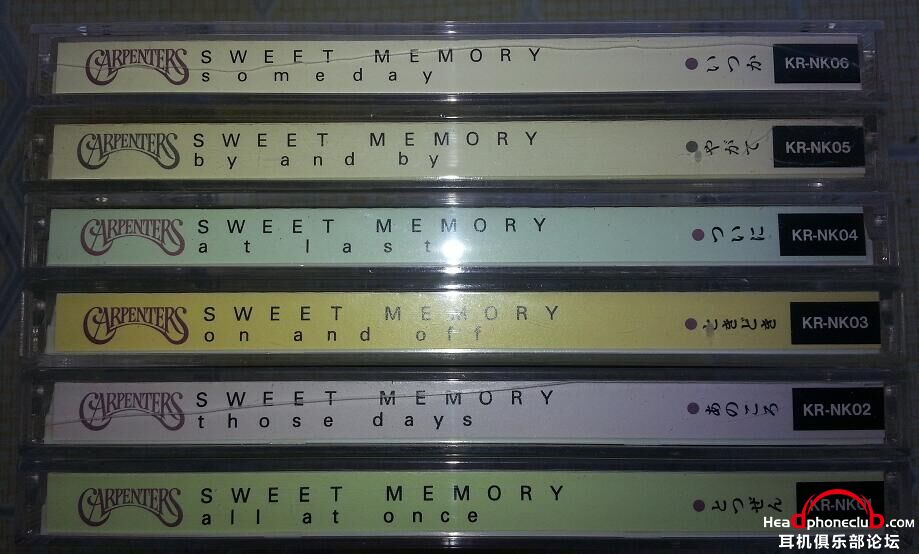 CARPENTERS SWEET MEMORY
someday
いつか
KR-NK06
CARPENTERS SWEET MEMORY
by and by
やがて
KR-NK05
CARPENTERS SWEET MEMORY
at last
ついに
KR-NK04
CARPENTERS SWEET MEMORY
on and off
ときどき
KR-NK03
CARPENTERS SWEET MEMORY
those days
あのころ
KR-NK02
CARPENTERS SWEET MEMORY
all at once
とつぜん
KR-NK01
HeadphonecluD.com
耳机俱乐部论坛